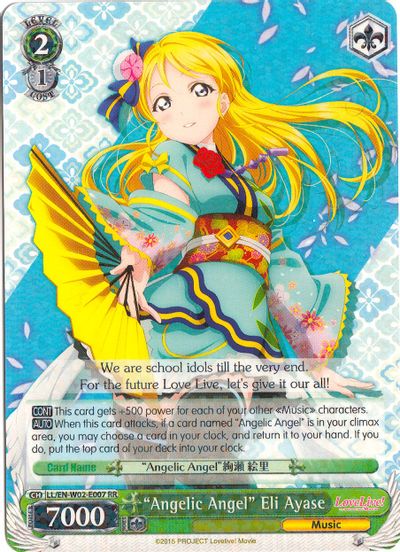 LEVEL
2
1
COST
We are school idols till the very end.
For the future Love Live, let's give it our all!
CONT This card gets +500 power for each of your other «Music» characters.
AUTO When this card attacks, if a card named "Angelic Angel" is in your climax
area, you may choose a card in your clock, and return it to your hand. If you
do, put the top card of your deck into your clock.
Card Name "Angelic Angel" 絢瀬 絵里
LL/EN-W02-E007 RR
"Angelic Angel" Eli Ayase
LoveLive!
7000
Music
©2015 PROJECT Lovelive! Movie